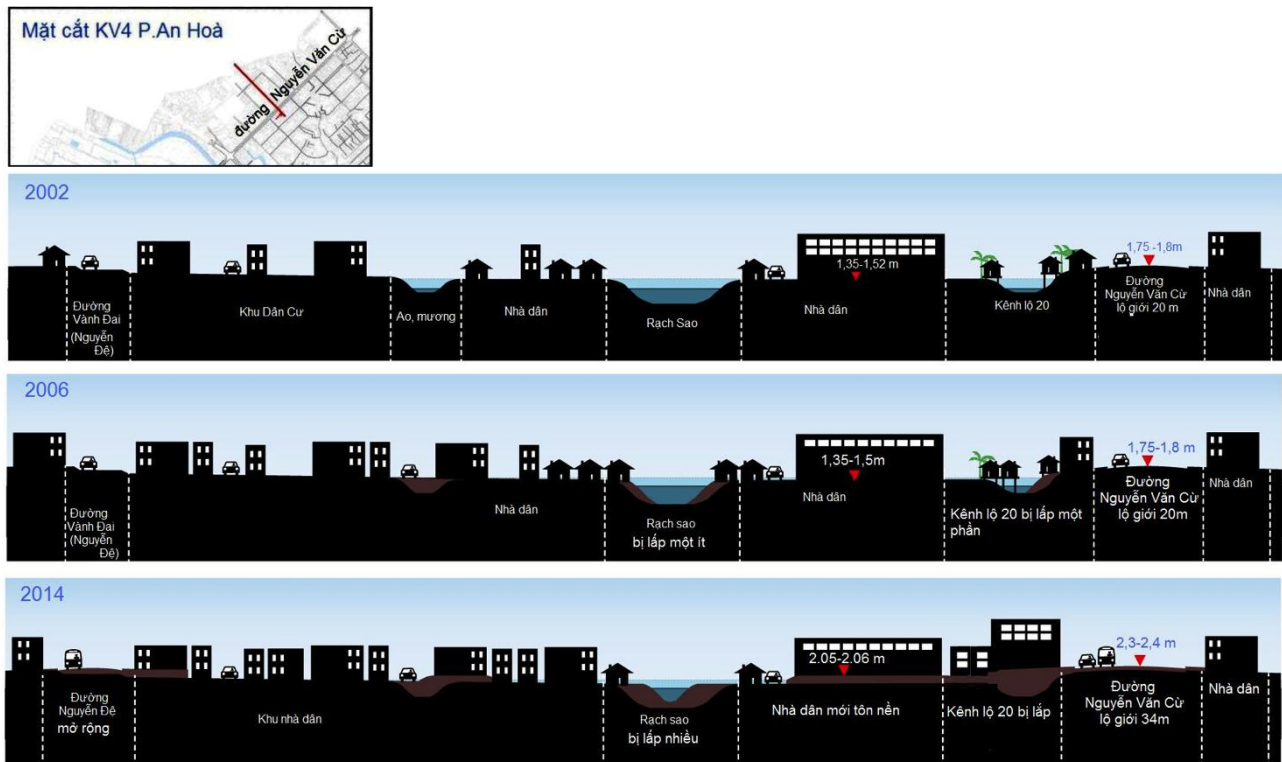 Mặt cắt KV4 P.An Hoà
đường Nguyễn Văn Cừ
2002
Đường
Vành Đai
(Nguyễn
Đệ)
Khu Dân Cư
Ao, mương
Nhà dân
Rạch Sao
1,35-1,52 m
Nhà dân
Kênh lộ 20
1,75 -1,8m
Đường
Nguyễn Văn Cừ
lộ giới 20 m
Nhà dân
2006
Đường
Vành Đai
(Nguyễn
Đệ)
Nhà dân
Rạch sao
bị lấp một ít
1,35-1,5m
Nhà dân
Kênh lộ 20 bị lấp một
phần
1,75-1,8 m
Đường
Nguyễn Văn Cừ
lộ giới 20m
Nhà dân
2014
Đường
Nguyễn Đệ
mở rộng
Khu nhà dân
Rạch sao
bị lấp nhiều
2.05-2.06 m
Nhà dân mới tôn nền
Kênh lộ 20 bị lắp
2,3-2,4 m
Đường
Nguyễn Văn Cừ
lộ giới 34m
Nhà dân